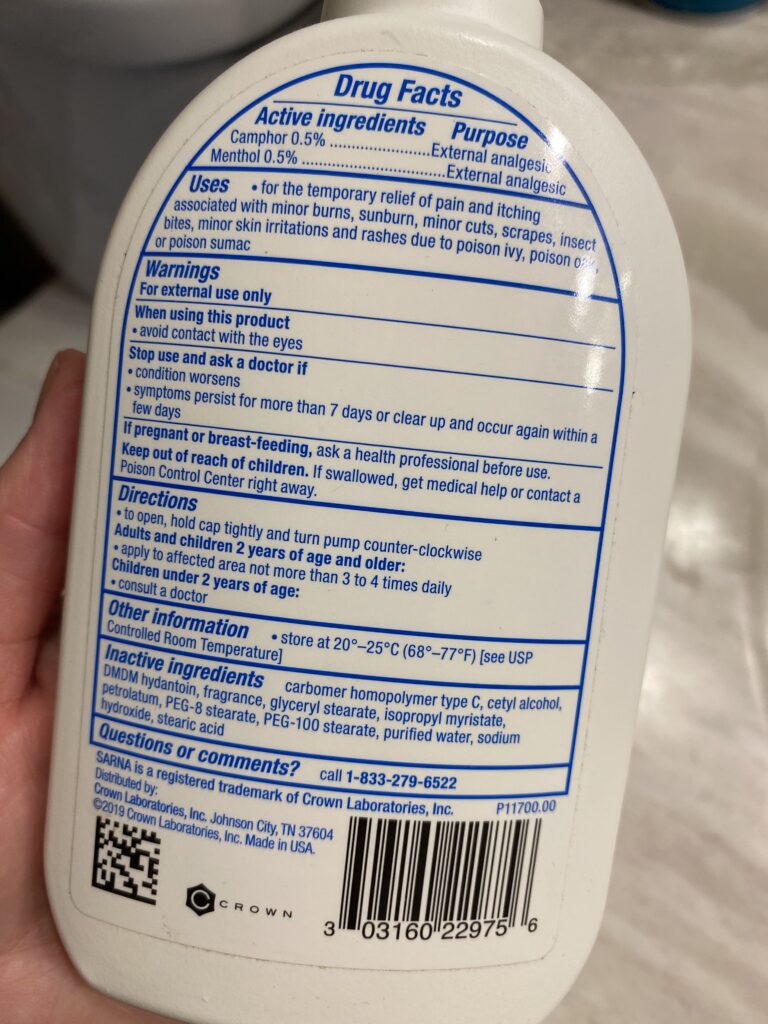 Drug Facts
Active ingredients Purpose
Camphor 0.5% ........................External analgesic
Menthol 0.5% ..................................External analgesic
Uses • for the temporary relief of pain and itching
associated with minor burns, sunburn, minor cuts, scrapes, insect
bites, minor skin irritations and rashes due to poison ivy, poison oak,
or poison sumac
Warnings
For external use only
When using this product
• avoid contact with the eyes
Stop use and ask a doctor if
• condition worsens
• symptoms persist for more than 7 days or clear up and occur again within a
few days
If pregnant or breast-feeding, ask a health professional before use.
Keep out of reach of children. If swallowed, get medical help or contact a
Poison Control Center right away.
Directions
• to open, hold cap tightly and turn pump counter-clockwise
Adults and children 2 years of age and older:
• apply to affected area not more than 3 to 4 times daily
Children under 2 years of age:
• consult a doctor
Other information • store at 20°–25°C (68°–77°F) [see USP
Controlled Room Temperature]
Inactive ingredients carbomer homopolymer type C, cetyl alcohol,
DMDM hydantoin, fragrance, glyceryl stearate, isopropyl myristate,
petrolatum, PEG-8 stearate, PEG-100 stearate, purified water, sodium
hydroxide, stearic acid
Questions or comments? call 1-833-279-6522
SARNA is a registered trademark of Crown Laboratories, Inc. P11700.00
Distributed by:
Crown Laboratories, Inc. Johnson City, TN 37604
©2019 Crown Laboratories, Inc. Made in USA.
CROWN
3 03160 22975 6